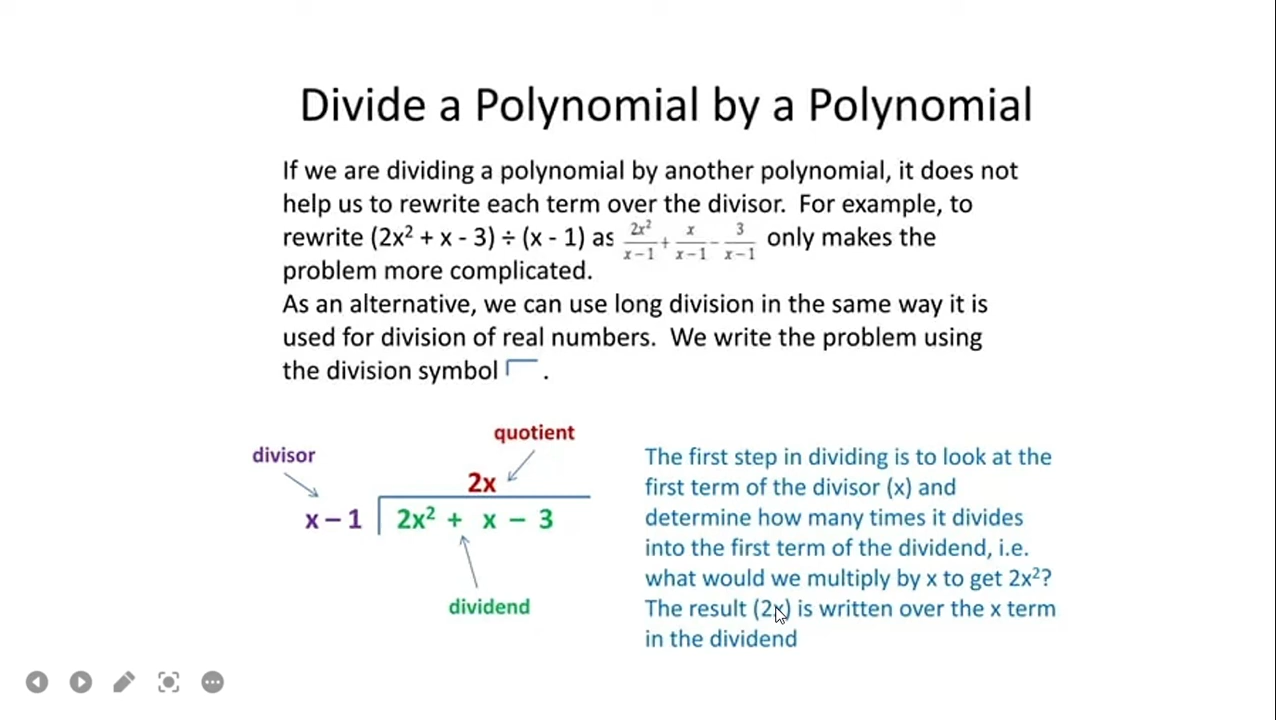 Divide a Polynomial by a Polynomial
If we are dividing a polynomial by another polynomial, it does not
help us to rewrite each term over the divisor. For example, to
rewrite (2x² + x - 3) ÷ (x - 1) as 2x²/(x−1) + x/(x−1) − 3/(x−1) only makes the
problem more complicated.
As an alternative, we can use long division in the same way it is
used for division of real numbers. We write the problem using
the division symbol .
quotient
divisor
2x
x – 1 2x² + x – 3
dividend
The first step in dividing is to look at the
first term of the divisor (x) and
determine how many times it divides
into the first term of the dividend, i.e.
what would we multiply by x to get 2x²?
The result (2x) is written over the x term
in the dividend